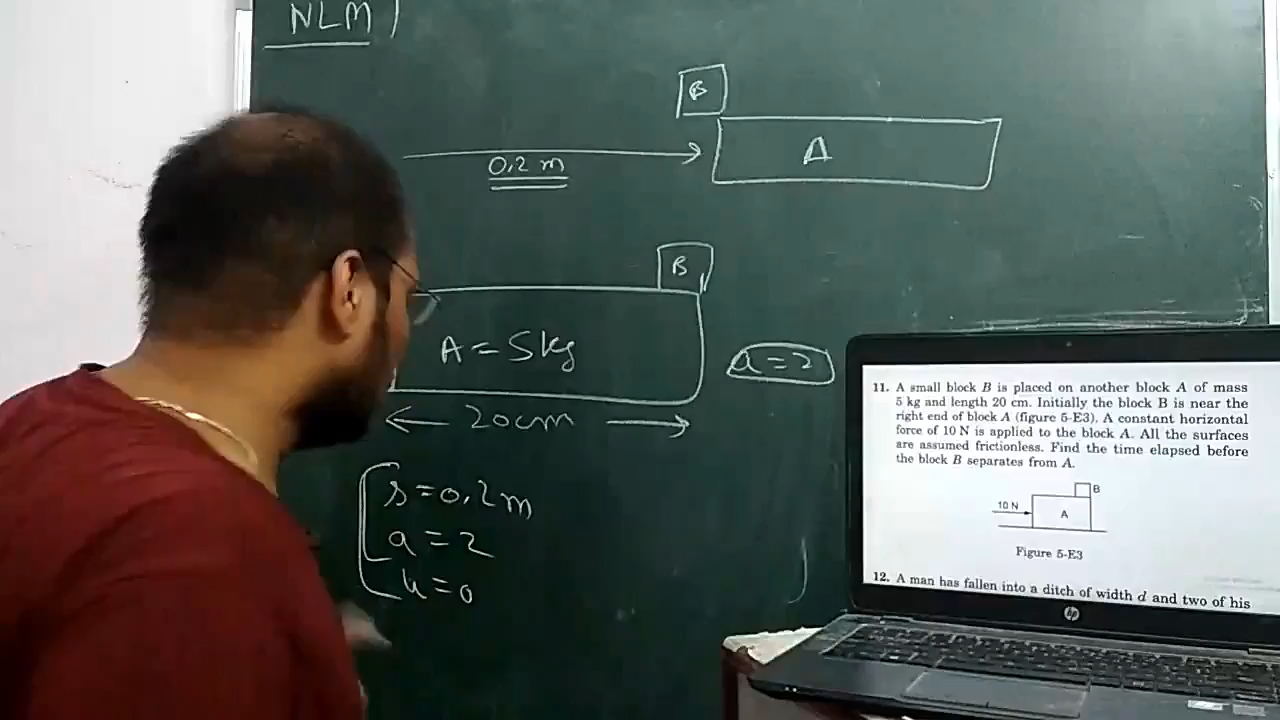 NLM)
B
A
0.2 m
B
A = 5kg
a = 2
20cm
s = 0.2m
a = 2
u = 0
11. A small block B is placed on another block A of mass
5 kg and length 20 cm. Initially the block B is near the
right end of block A (figure 5-E3). A constant horizontal
force of 10 N is applied to the block A. All the surfaces
are assumed frictionless. Find the time elapsed before
the block B separates from A.
B
10 N
A
Figure 5-E3
12. A man has fallen into a ditch of width d and two of his
hp